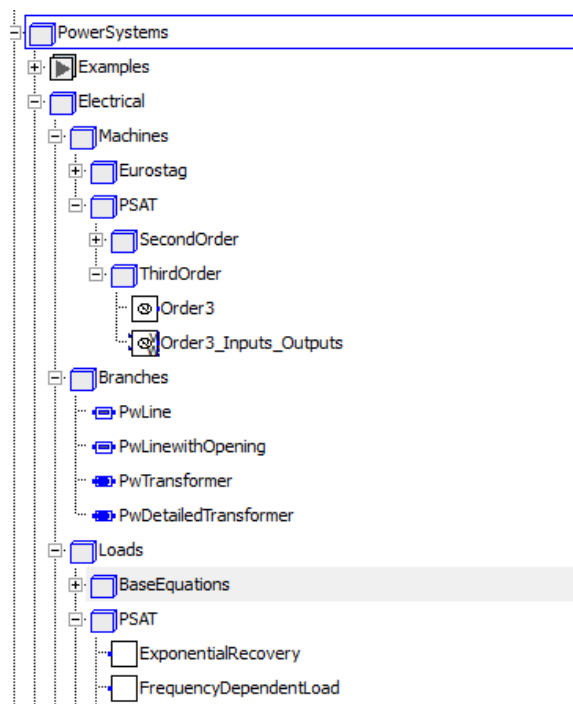 PowerSystems
Examples
Electrical
Machines
Eurostag
PSAT
SecondOrder
ThirdOrder
Order3
Order3_Inputs_Outputs
Branches
PwLine
PwLinewithOpening
PwTransformer
PwDetailedTransformer
Loads
BaseEquations
PSAT
ExponentialRecovery
FrequencyDependentLoad